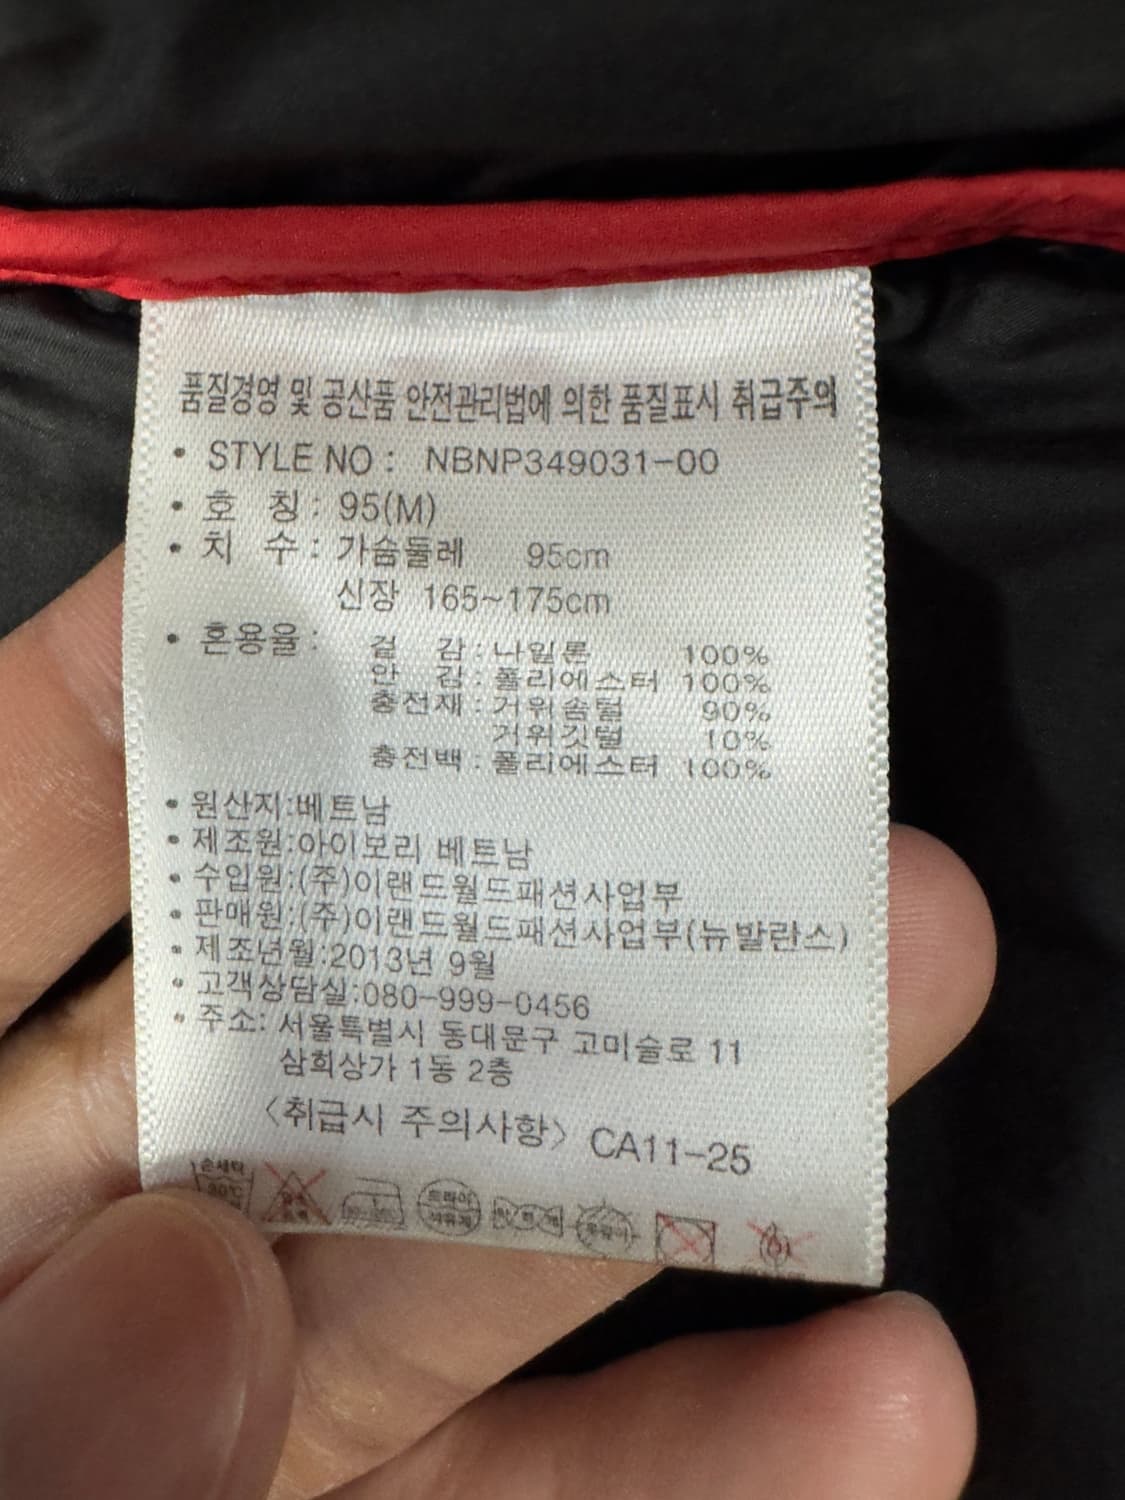 품질경영 및 공산품 안전관리법에 의한 품질표시 취급주의
• STYLE NO : NBNP349031-00
• 호 칭 : 95(M)
• 치 수 : 가슴둘레 95cm
신장 165~175cm
• 혼용율 : 겉 감 : 나일론 100%
안 감 : 폴리에스터 100%
충전재 : 거위솜털 90%
거위깃털 10%
충전백 : 폴리에스터 100%
• 원산지:베트남
• 제조원:아이보리 베트남
• 수입원:(주)이랜드월드패션사업부
• 판매원:(주)이랜드월드패션사업부(뉴발란스)
• 제조년월:2013년 9월
• 고객상담실:080-999-0456
• 주소: 서울특별시 동대문구 고미술로 11
삼희상가 1동 2층
<취급시 주의사항> CA11-25
손세탁 드라이
30℃